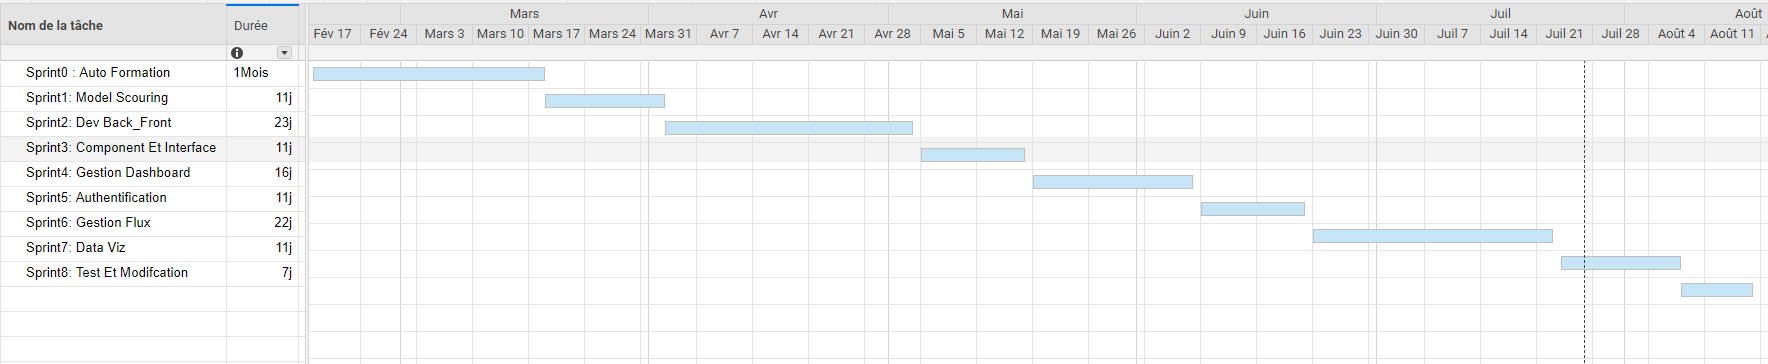 Nom de la tâche
Durée
Mars
Avr
Mai
Juin
Juil
Août
Fév 17
Fév 24
Mars 3
Mars 10
Mars 17
Mars 24
Mars 31
Avr 7
Avr 14
Avr 21
Avr 28
Mai 5
Mai 12
Mai 19
Mai 26
Juin 2
Juin 9
Juin 16
Juin 23
Juin 30
Juil 7
Juil 14
Juil 21
Juil 28
Août 4
Août 11
Sprint0 : Auto Formation
1Mois
Sprint1: Model Scouring
11j
Sprint2: Dev Back_Front
23j
Sprint3: Component Et Interface
11j
Sprint4: Gestion Dashboard
16j
Sprint5: Authentification
11j
Sprint6: Gestion Flux
22j
Sprint7: Data Viz
11j
Sprint8: Test Et Modifcation
7j